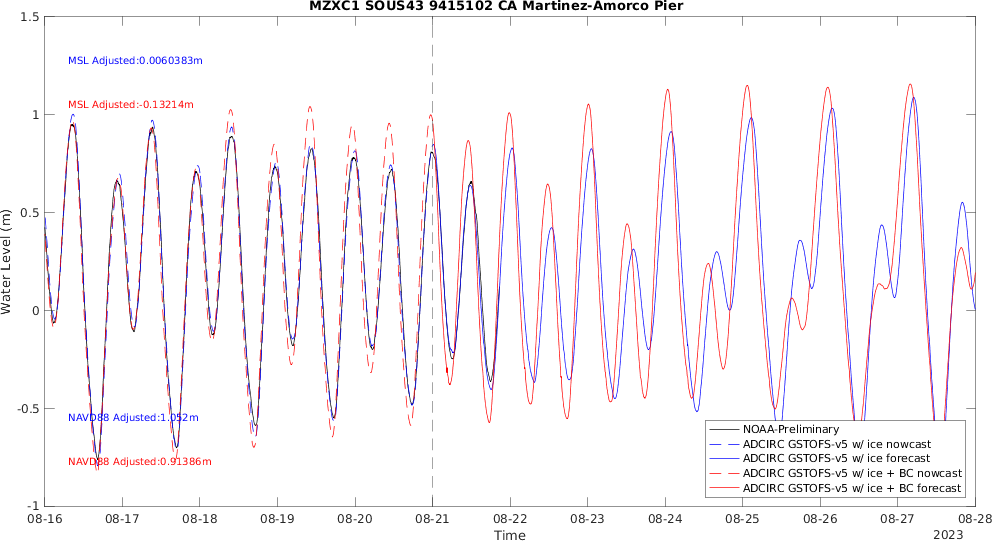 MZXC1 SOUS43 9415102 CA Martinez-Amorco Pier
1.5
1
0.5
0
-0.5
-1
Water Level (m)
MSL Adjusted:0.0060383m
MSL Adjusted:-0.13214m
NAVD88 Adjusted:1.052m
NAVD88 Adjusted:0.91386m
NOAA-Preliminary
ADCIRC GSTOFS-v5 w/ ice nowcast
ADCIRC GSTOFS-v5 w/ ice forecast
ADCIRC GSTOFS-v5 w/ ice + BC nowcast
ADCIRC GSTOFS-v5 w/ ice + BC forecast
08-16 08-17 08-18 08-19 08-20 08-21 08-22 08-23 08-24 08-25 08-26 08-27 08-28
Time
2023